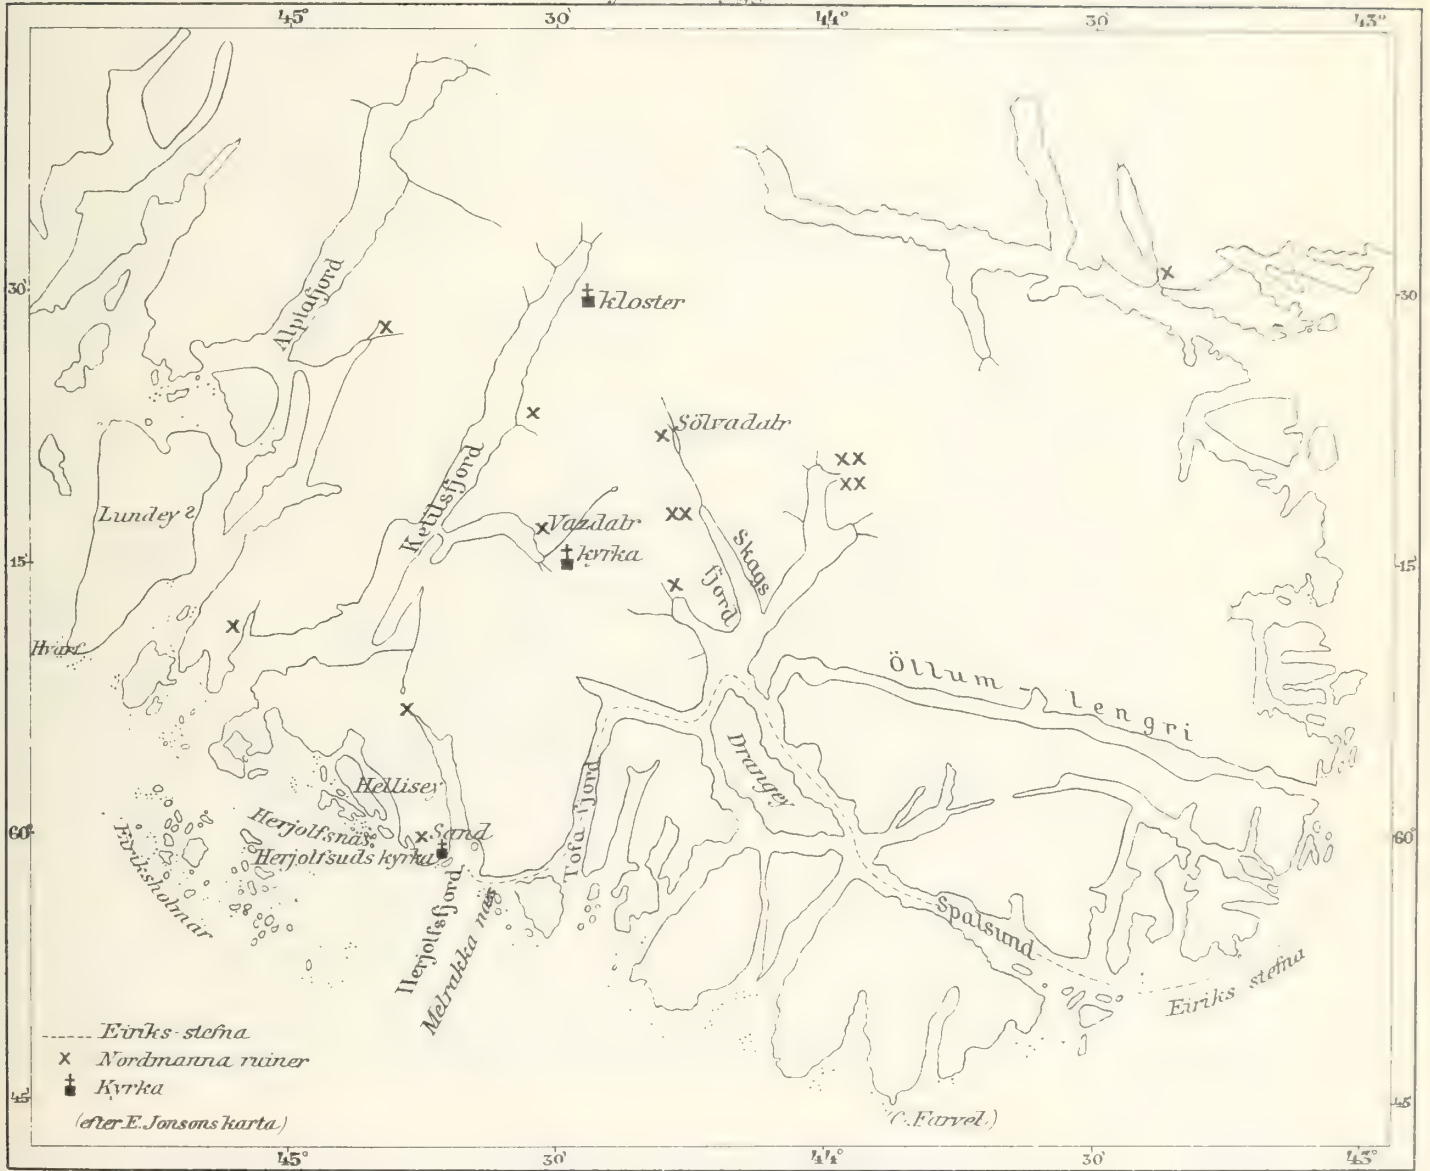 45° 30' 44° 30' 43°
30' 30
Alptafjord
kloster
Sölvadalr
Ketilsfjord
Lundey ?
Vazdalr
kyrka
Skags
fjord
15' 15
Hvarf
Öllum-lengri
Drangey
Hellisey
Tofa fjord
Herjolfsnäs
Sand
60° 60
Herjolfsuds kyrka
Eiriksholmar
Herjolfsfjord
Melrakka näs
Spalsund
Eiriks stefna
Eiriks-stefna
Nordmanna ruiner
Kyrka
45' 45
(efter E. Jonsons karta)
(C. Farvel.)
45° 30' 44° 30' 43°